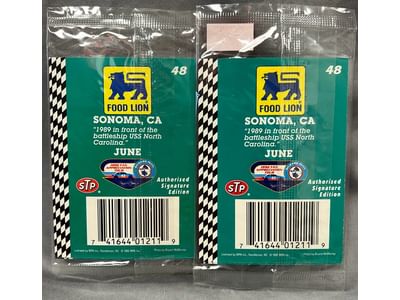 48
FOOD LION
SONOMA, CA
"1989 in front of the
battleship USS North
Carolina."
JUNE
STP
Authorized
Signature
Edition
7 41644 01211 9
48
FOOD LION
SONOMA, CA
"1989 in front of the
battleship USS North
Carolina."
JUNE
STP
Authorized
Signature
Edition
7 41644 01211 9